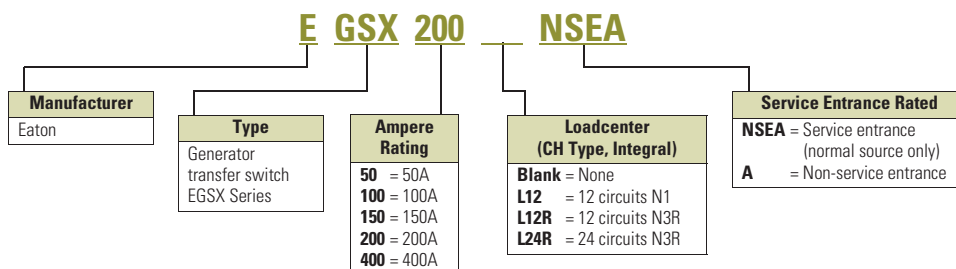 E GSX 200 __ NSEA
Manufacturer
Eaton
Type
Generator
transfer switch
EGSX Series
Ampere
Rating
50 = 50A
100 = 100A
150 = 150A
200 = 200A
400 = 400A
Loadcenter
(CH Type, Integral)
Blank = None
L12 = 12 circuits N1
L12R = 12 circuits N3R
L24R = 24 circuits N3R
Service Entrance Rated
NSEA = Service entrance
(normal source only)
A = Non-service entrance